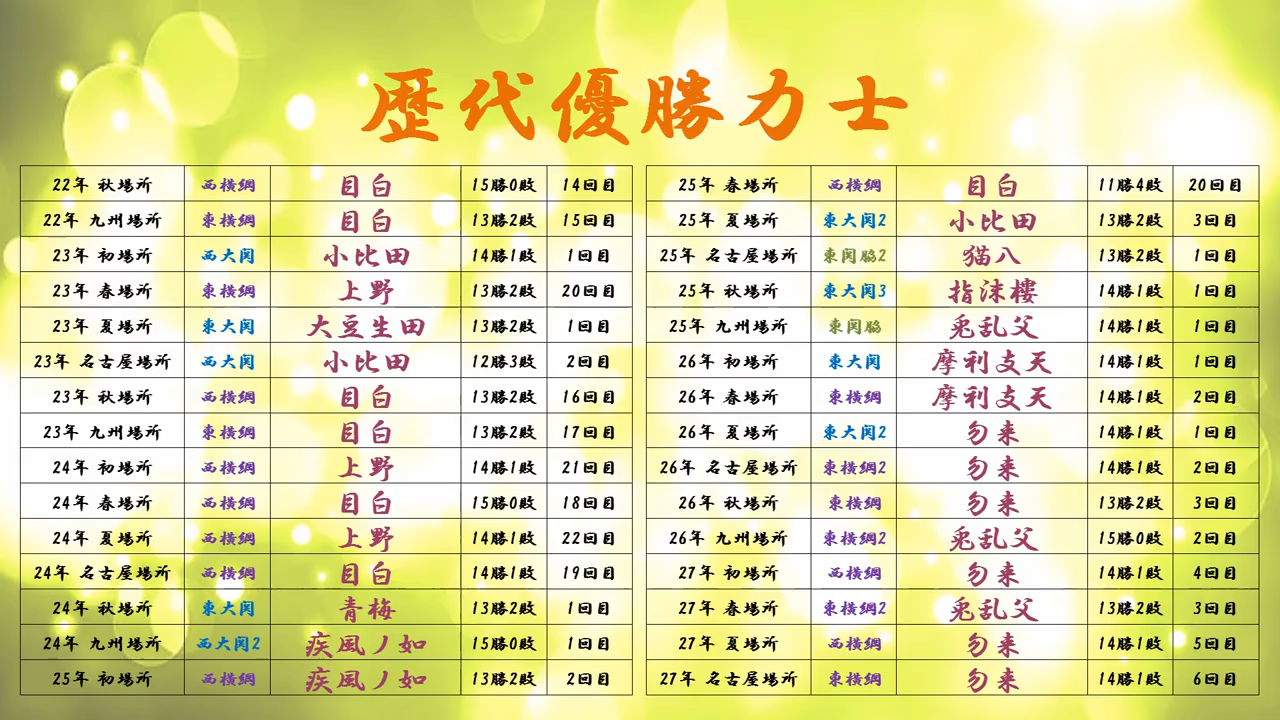 歴代優勝力士
22年 秋場所 西横綱 目白 15勝0敗 14回目
22年 九州場所 東横綱 目白 13勝2敗 15回目
23年 初場所 西大関 小比田 14勝1敗 1回目
23年 春場所 東横綱 上野 13勝2敗 20回目
23年 夏場所 東大関 大豆生田 13勝2敗 1回目
23年 名古屋場所 西大関 小比田 12勝3敗 2回目
23年 秋場所 西横綱 目白 13勝2敗 16回目
23年 九州場所 東横綱 目白 13勝2敗 17回目
24年 初場所 西横綱 上野 14勝1敗 21回目
24年 春場所 西横綱 目白 15勝0敗 18回目
24年 夏場所 西横綱 上野 14勝1敗 22回目
24年 名古屋場所 西横綱 目白 14勝1敗 19回目
24年 秋場所 東大関 青梅 13勝2敗 1回目
24年 九州場所 西大関2 疾風ノ如 15勝0敗 1回目
25年 初場所 西横綱 疾風ノ如 13勝2敗 2回目
25年 春場所 西横綱 目白 11勝4敗 20回目
25年 夏場所 東大関2 小比田 13勝2敗 3回目
25年 名古屋場所 東関脇2 猫八 13勝2敗 1回目
25年 秋場所 東大関3 指沫樓 14勝1敗 1回目
25年 九州場所 東関脇 兎乱父 14勝1敗 1回目
26年 初場所 東大関 摩利支天 14勝1敗 1回目
26年 春場所 東横綱 摩利支天 14勝1敗 2回目
26年 夏場所 東大関2 勿来 14勝1敗 1回目
26年 名古屋場所 東横綱2 勿来 14勝1敗 2回目
26年 秋場所 東横綱 勿来 13勝2敗 3回目
26年 九州場所 東横綱2 兎乱父 15勝0敗 2回目
27年 初場所 西横綱 勿来 14勝1敗 4回目
27年 春場所 東横綱2 兎乱父 13勝2敗 3回目
27年 夏場所 西横綱 勿来 14勝1敗 5回目
27年 名古屋場所 東横綱 勿来 14勝1敗 6回目